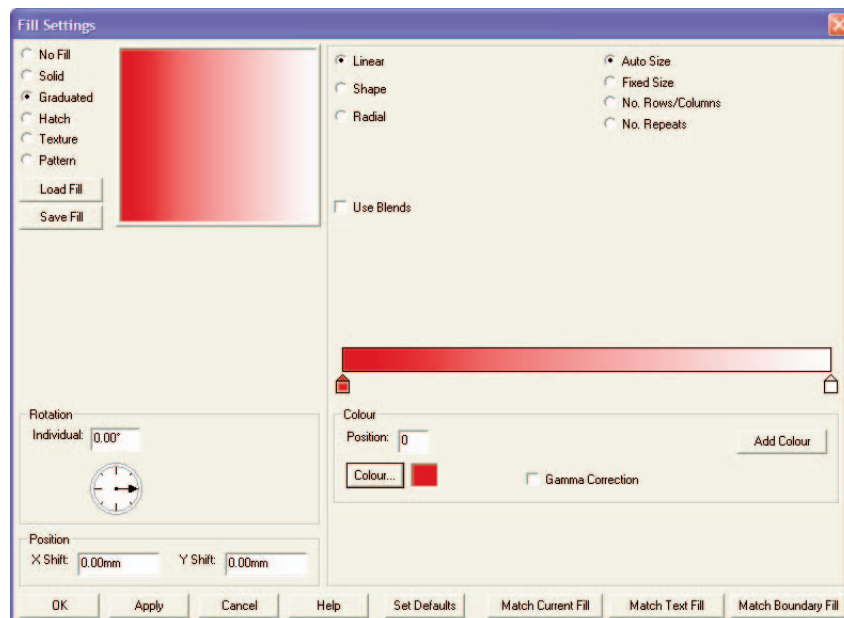 Fill Settings
No Fill
Solid
Graduated
Hatch
Texture
Pattern
Load Fill
Save Fill
Linear
Shape
Radial
Auto Size
Fixed Size
No. Rows/Columns
No. Repeats
Use Blends
Rotation
Individual: 0.00°
Colour
Position: 0
Add Colour
Colour...
Gamma Correction
Position
X Shift: 0.00mm Y Shift: 0.00mm
OK Apply Cancel Help Set Defaults Match Current Fill Match Text Fill Match Boundary Fill